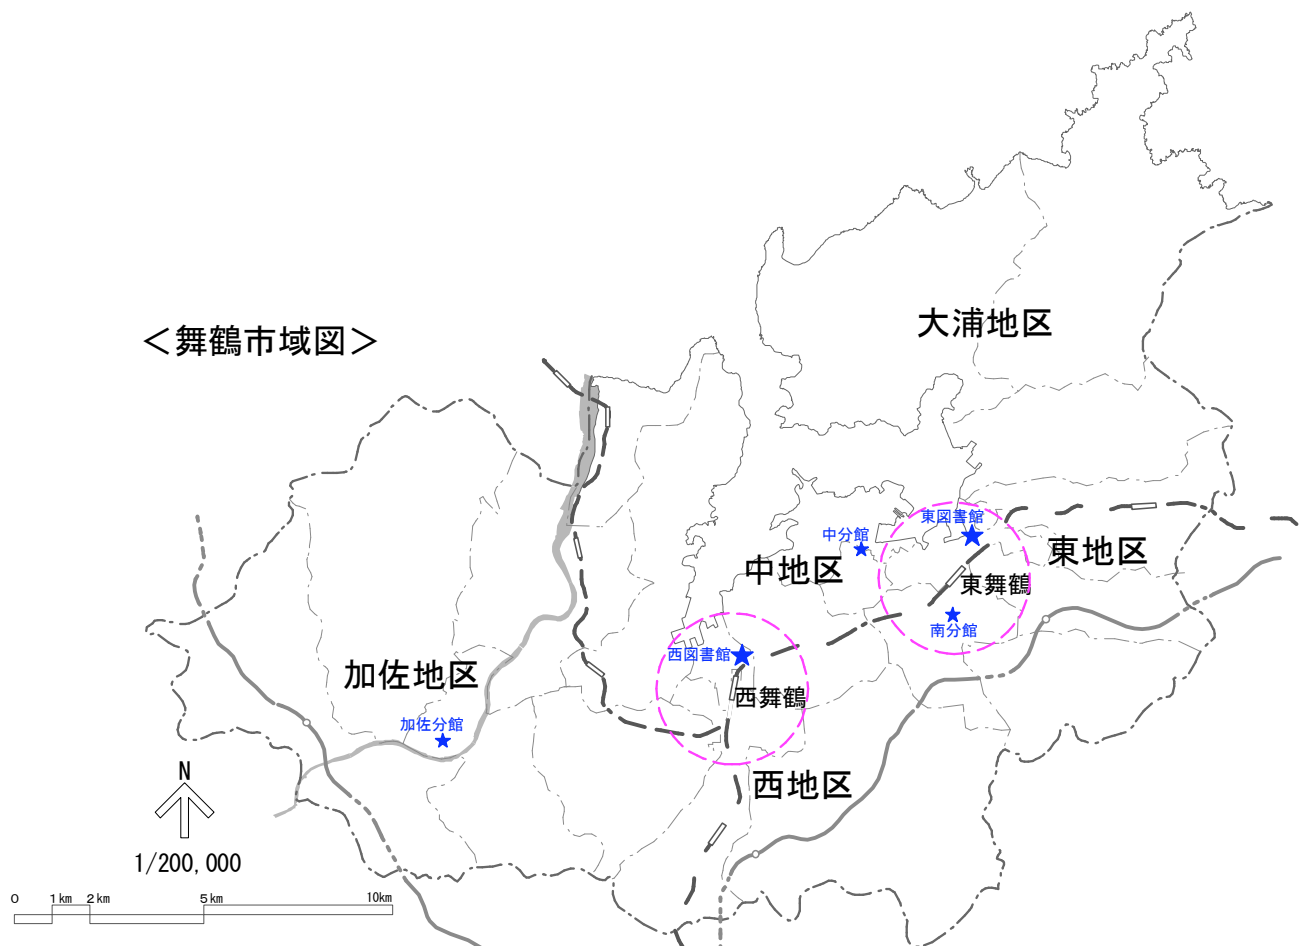 大浦地区
＜舞鶴市域図＞
東図書館
中分館
東地区
中地区
東舞鶴
南分館
西図書館
加佐地区
西舞鶴
加佐分館
西地区
N
1/200,000
0 1km 2km 5km 10km